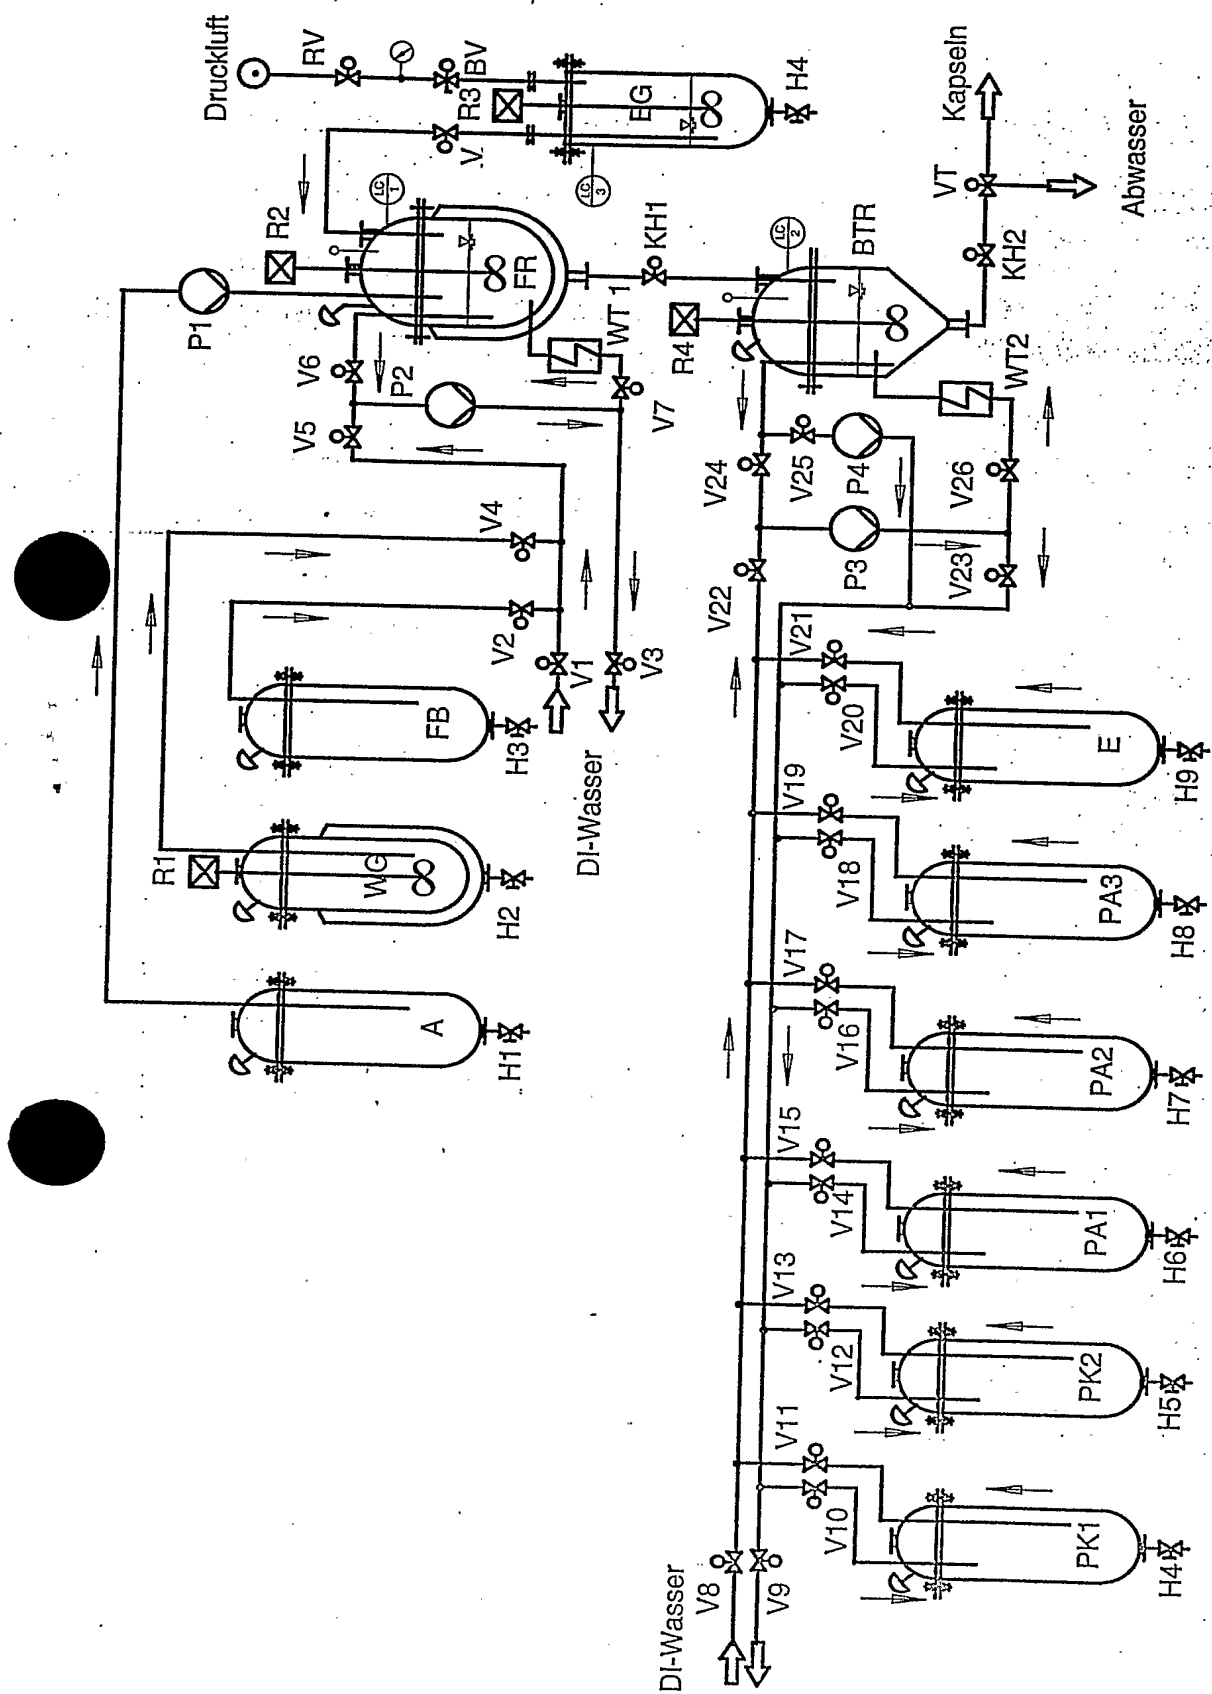 Druckluft
RV
BV
R3
EG
H4
V
LC
3
LC
1
R2
FR
P1
V6
P2
V5
WT 1
V7
KH1
V4
V2
V1
V3
DI-Wasser
FB
H3
R1
WG
H2
A
H1
Kapseln
VT
Abwasser
KH2
LC
2
BTR
R4
WT2
V24
V25
P4
V26
P3
V23
V22
V21
V20
E
H9
V19
V18
PA3
H8
V17
V16
PA2
H7
V15
V14
PA1
H6
V13
V12
PK2
H5
V11
V10
PK1
H4
DI-Wasser
V8
V9